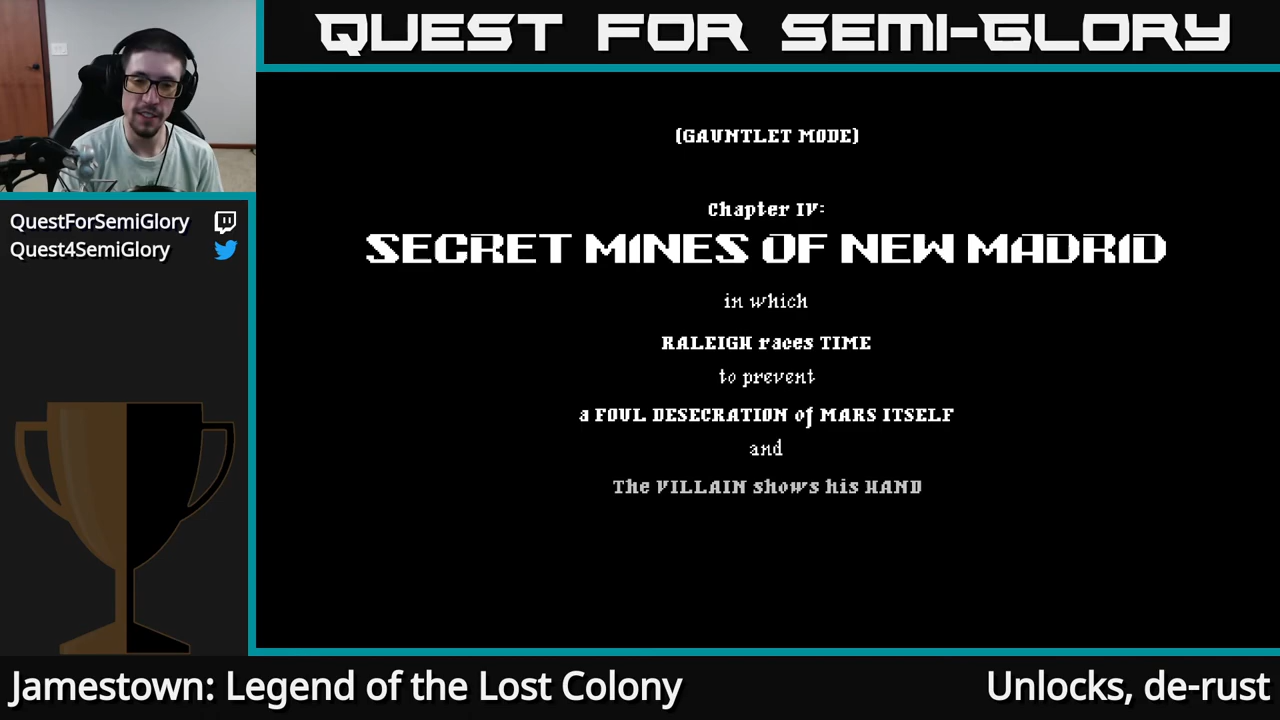 QUEST FOR SEMI-GLORY
QuestForSemiGlory
Quest4SemiGlory
(GAUNTLET MODE)
Chapter IV:
SECRET MINES OF NEW MADRID
in which
RALEIGH races TIME
to prevent
a FOUL DESECRATION of MARS ITSELF
and
The VILLAIN shows his HAND
Jamestown: Legend of the Lost Colony
Unlocks, de-rust